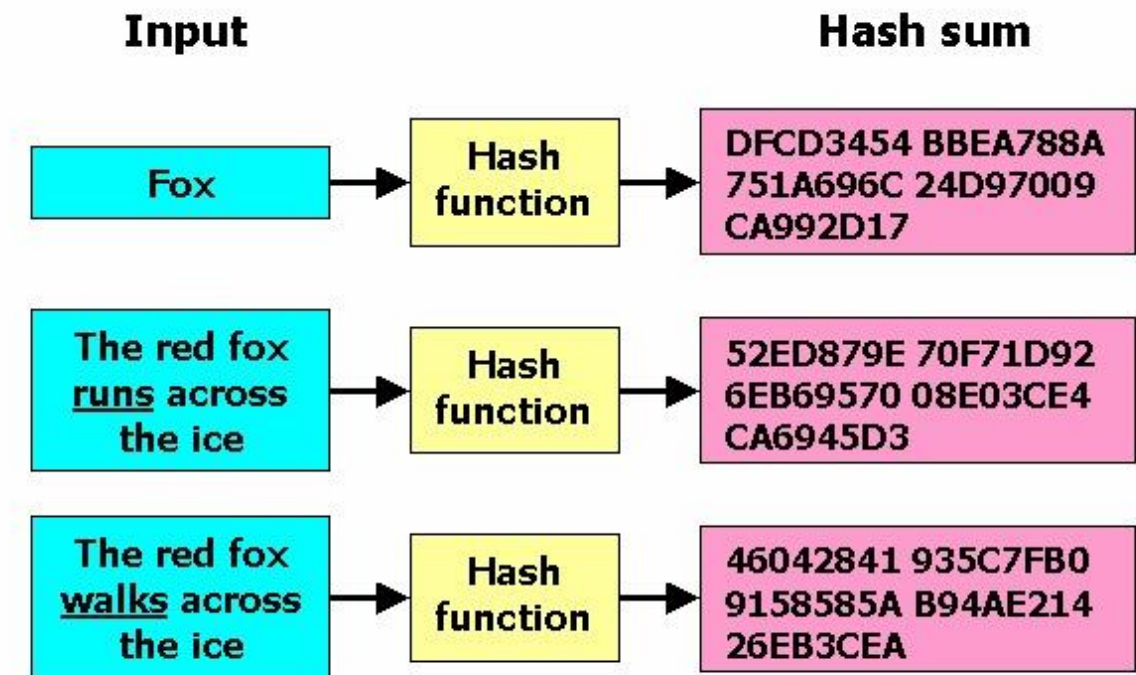 Input
Hash sum
Fox
Hash
function
DFCD3454 BBEA788A
751A696C 24D97009
CA992D17
The red fox
runs across
the ice
Hash
function
52ED879E 70F71D92
6EB69570 08E03CE4
CA6945D3
The red fox
walks across
the ice
Hash
function
46042841 935C7FB0
9158585A B94AE214
26EB3CEA